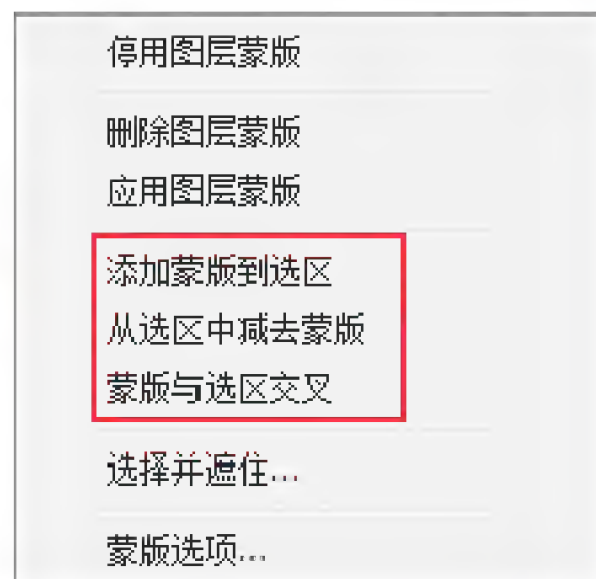 停用图层蒙版
删除图层蒙版
应用图层蒙版
添加蒙版到选区
从选区中减去蒙版
蒙版与选区交叉
选择并遮住...
蒙版选项...